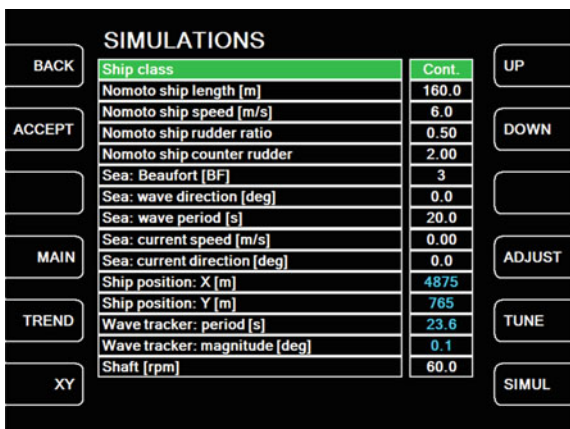 SIMULATIONS
BACK
UP
Ship class Cont.
Nomoto ship length [m] 160.0
Nomoto ship speed [m/s] 6.0
ACCEPT
DOWN
Nomoto ship rudder ratio 0.50
Nomoto ship counter rudder 2.00
Sea: Beaufort [BF] 3
Sea: wave direction [deg] 0.0
Sea: wave period [s] 20.0
Sea: current speed [m/s] 0.00
MAIN
ADJUST
Sea: current direction [deg] 0.0
Ship position: X [m] 4875
Ship position: Y [m] 765
TREND
TUNE
Wave tracker: period [s] 23.6
Wave tracker: magnitude [deg] 0.1
Shaft [rpm] 60.0
XY
SIMUL